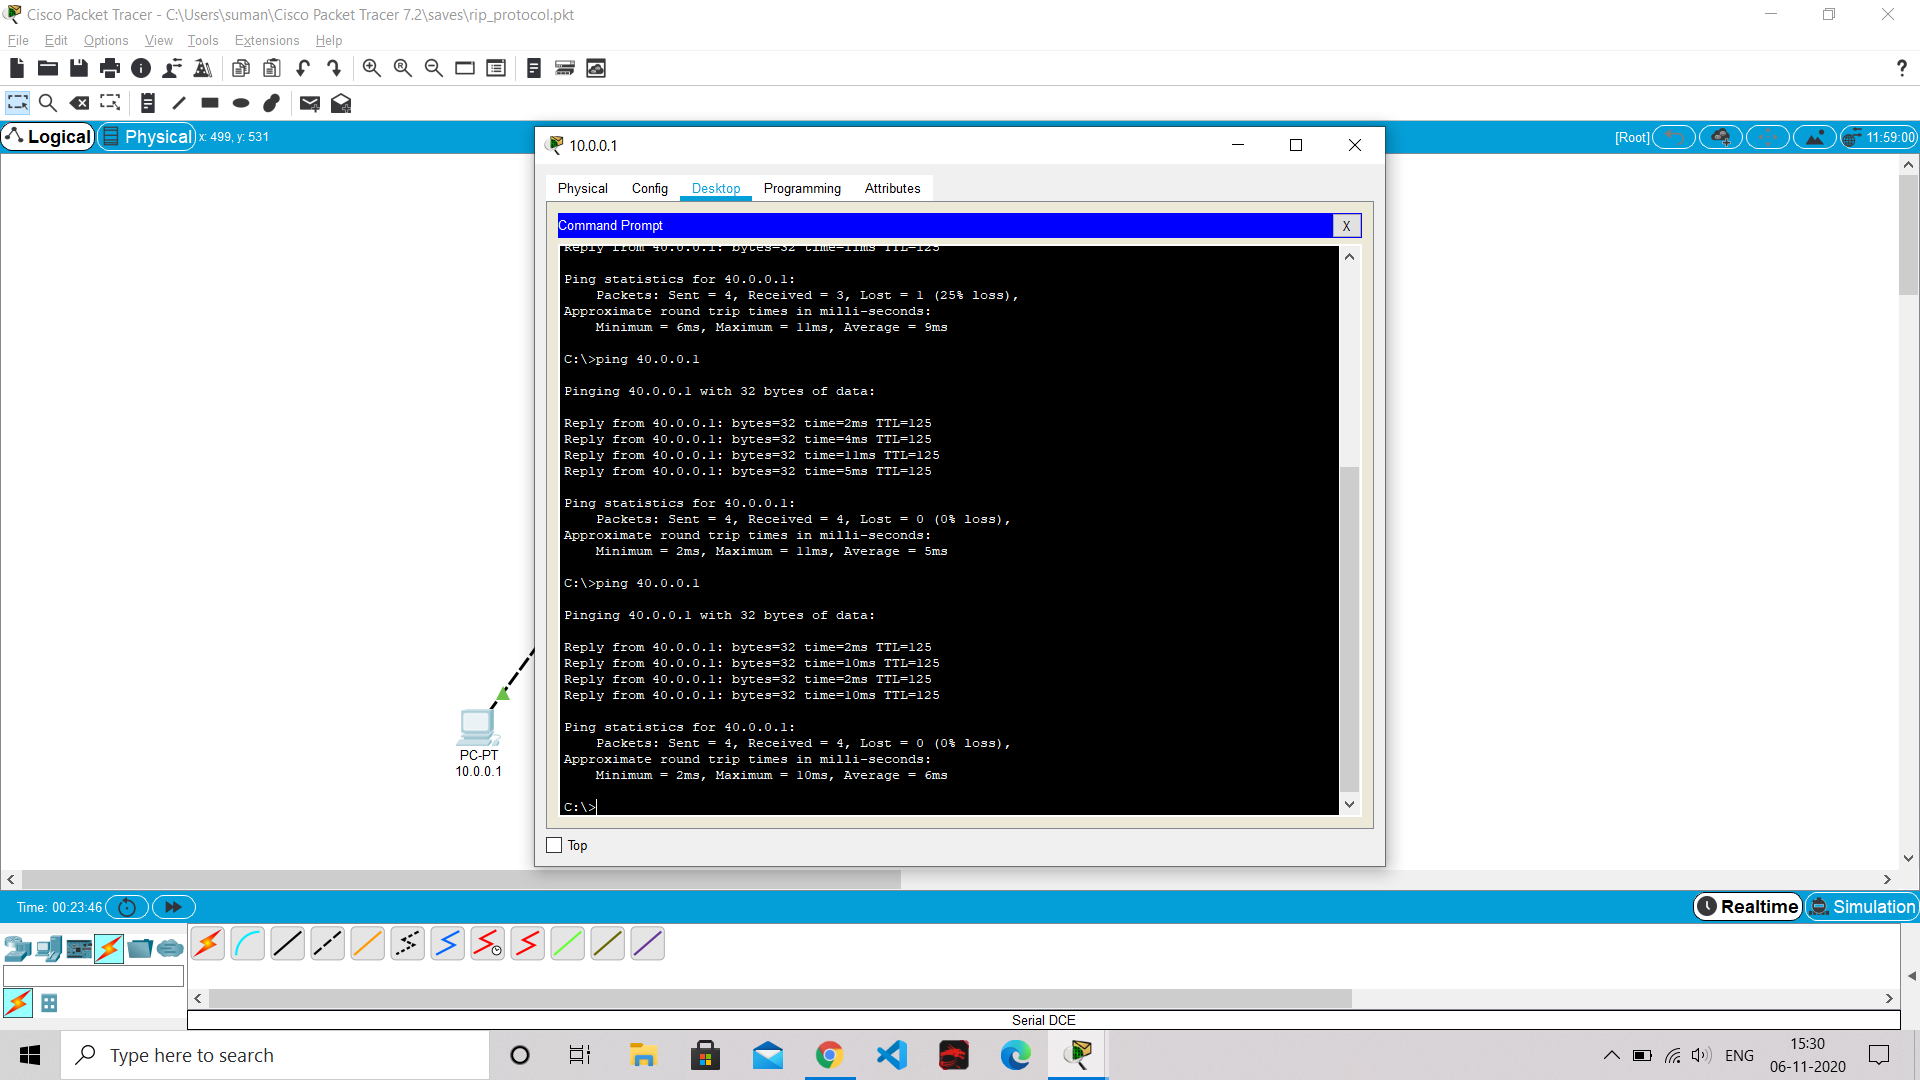 Cisco Packet Tracer - C:\Users\suman\Cisco Packet Tracer 7.2\saves\rip_protocol.pkt
File Edit Options View Tools Extensions Help
?
Logical Physical x: 499, y: 531 [Root] 11:59:00
10.0.0.1
Physical Config Desktop Programming Attributes
Command Prompt X
Reply from 40.0.0.1: bytes=32 time=11ms TTL=125
Ping statistics for 40.0.0.1:
Packets: Sent = 4, Received = 3, Lost = 1 (25% loss),
Approximate round trip times in milli-seconds:
Minimum = 6ms, Maximum = 11ms, Average = 9ms
C:\>ping 40.0.0.1
Pinging 40.0.0.1 with 32 bytes of data:
Reply from 40.0.0.1: bytes=32 time=2ms TTL=125
Reply from 40.0.0.1: bytes=32 time=4ms TTL=125
Reply from 40.0.0.1: bytes=32 time=11ms TTL=125
Reply from 40.0.0.1: bytes=32 time=5ms TTL=125
Ping statistics for 40.0.0.1:
Packets: Sent = 4, Received = 4, Lost = 0 (0% loss),
Approximate round trip times in milli-seconds:
Minimum = 2ms, Maximum = 11ms, Average = 5ms
C:\>ping 40.0.0.1
Pinging 40.0.0.1 with 32 bytes of data:
Reply from 40.0.0.1: bytes=32 time=2ms TTL=125
Reply from 40.0.0.1: bytes=32 time=10ms TTL=125
Reply from 40.0.0.1: bytes=32 time=2ms TTL=125
Reply from 40.0.0.1: bytes=32 time=10ms TTL=125
Ping statistics for 40.0.0.1:
Packets: Sent = 4, Received = 4, Lost = 0 (0% loss),
Approximate round trip times in milli-seconds:
Minimum = 2ms, Maximum = 10ms, Average = 6ms
C:\>
PC-PT
10.0.0.1
Top
Time: 00:23:46 Realtime Simulation
Serial DCE
Type here to search
ENG
15:30
06-11-2020